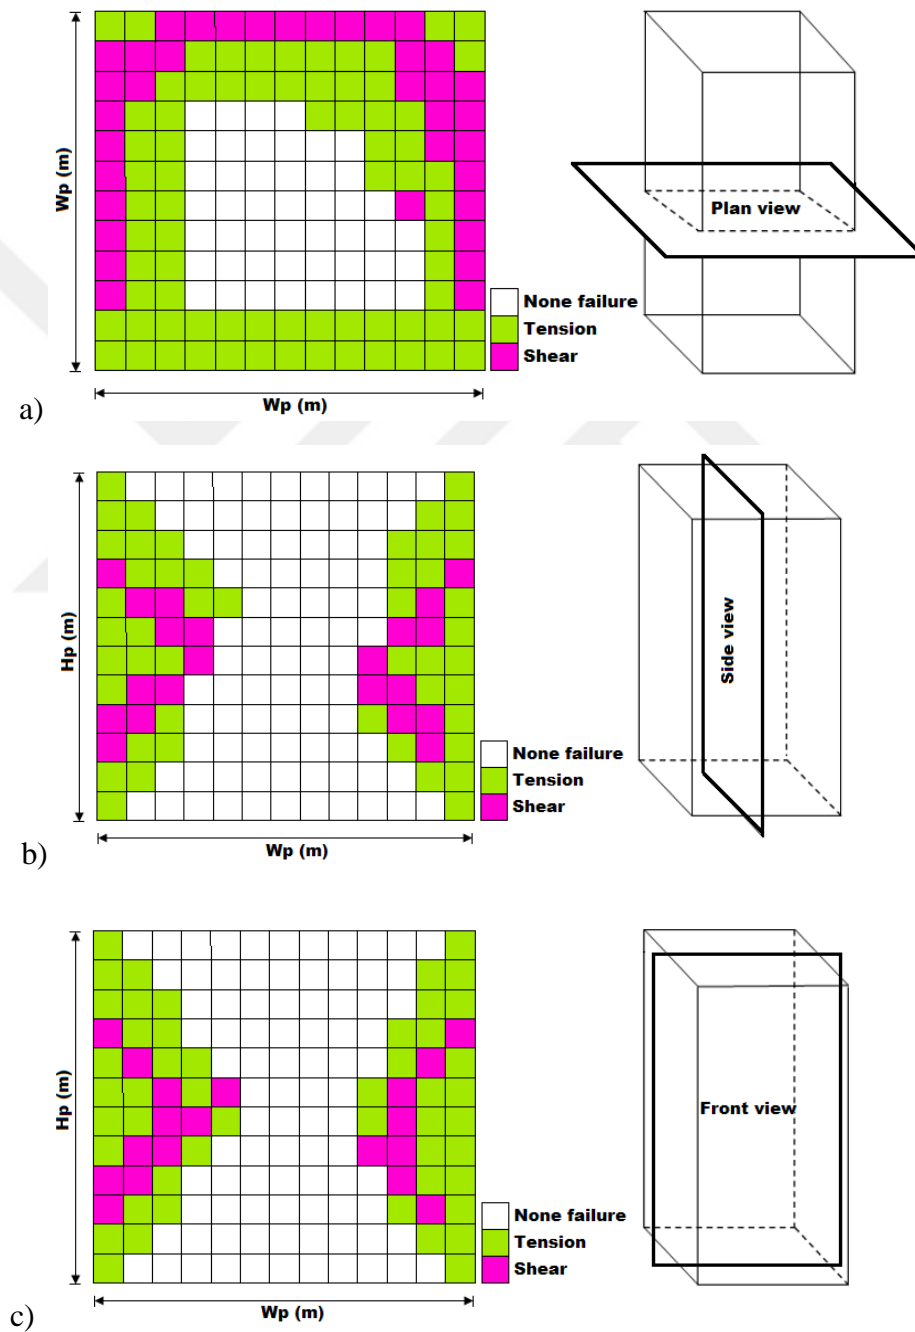 Wp (m)
Plan view
None failure
Tension
Shear
Wp (m)
a)
Hp (m)
Side view
None failure
Tension
Shear
Wp (m)
b)
Hp (m)
Front view
None failure
Tension
Shear
Wp (m)
c)